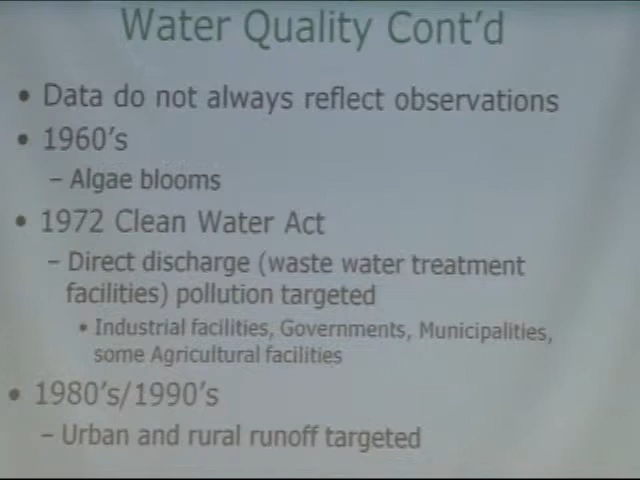 Water Quality Cont'd
• Data do not always reflect observations
• 1960's
– Algae blooms
• 1972 Clean Water Act
– Direct discharge (waste water treatment
facilities) pollution targeted
• Industrial facilities, Governments, Municipalities,
some Agricultural facilities
• 1980's/1990's
– Urban and rural runoff targeted